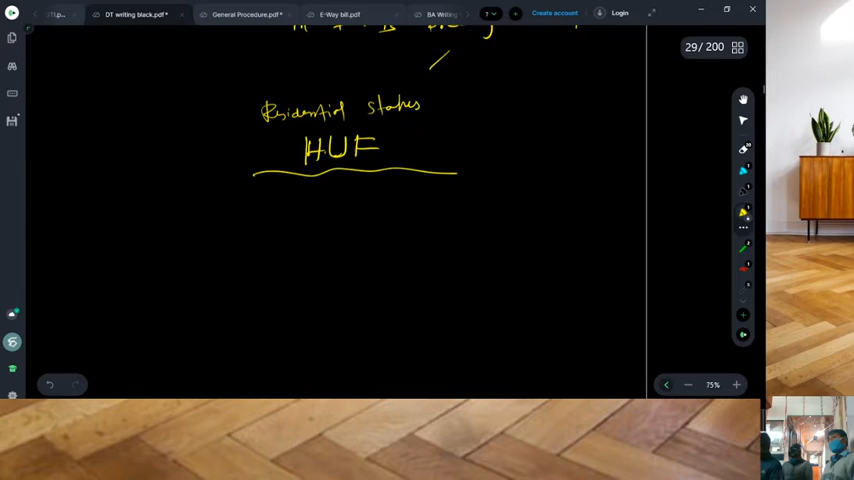 DT writing black.pdf*
General Procedure.pdf*
E-Way bill.pdf
BA Writing
7
Create account
Login
29 / 200
Residential status
HUF
75%